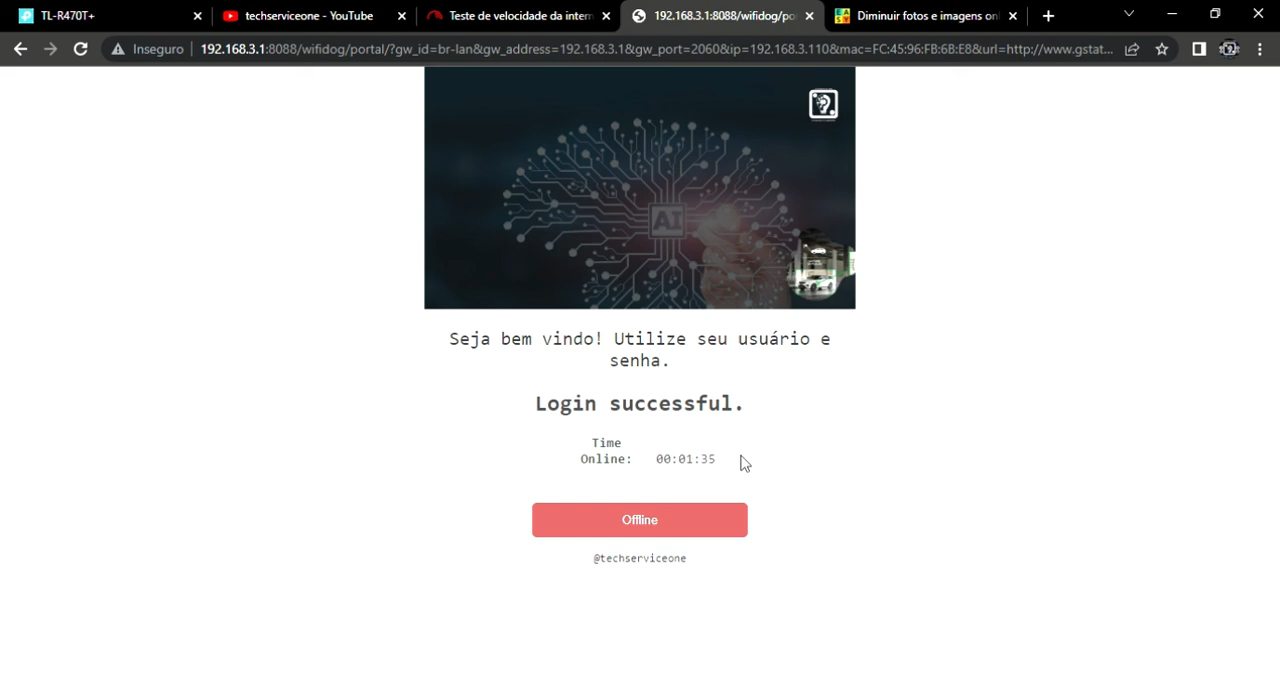 TL-R470T+
techserviceone - YouTube
Teste de velocidade da intern
192.168.3.1:8088/wifidog/po
Diminuir fotos e imagens onl
Inseguro
192.168.3.1:8088/wifidog/portal/?gw_id=br-lan&gw_address=192.168.3.1&gw_port=2060&ip=192.168.3.110&mac=FC:45:96:FB:6B:E8&url=http://www.gstat...
AI
Seja bem vindo! Utilize seu usuário e
senha.
Login successful.
Time
Online: 00:01:35
Offline
@techserviceone